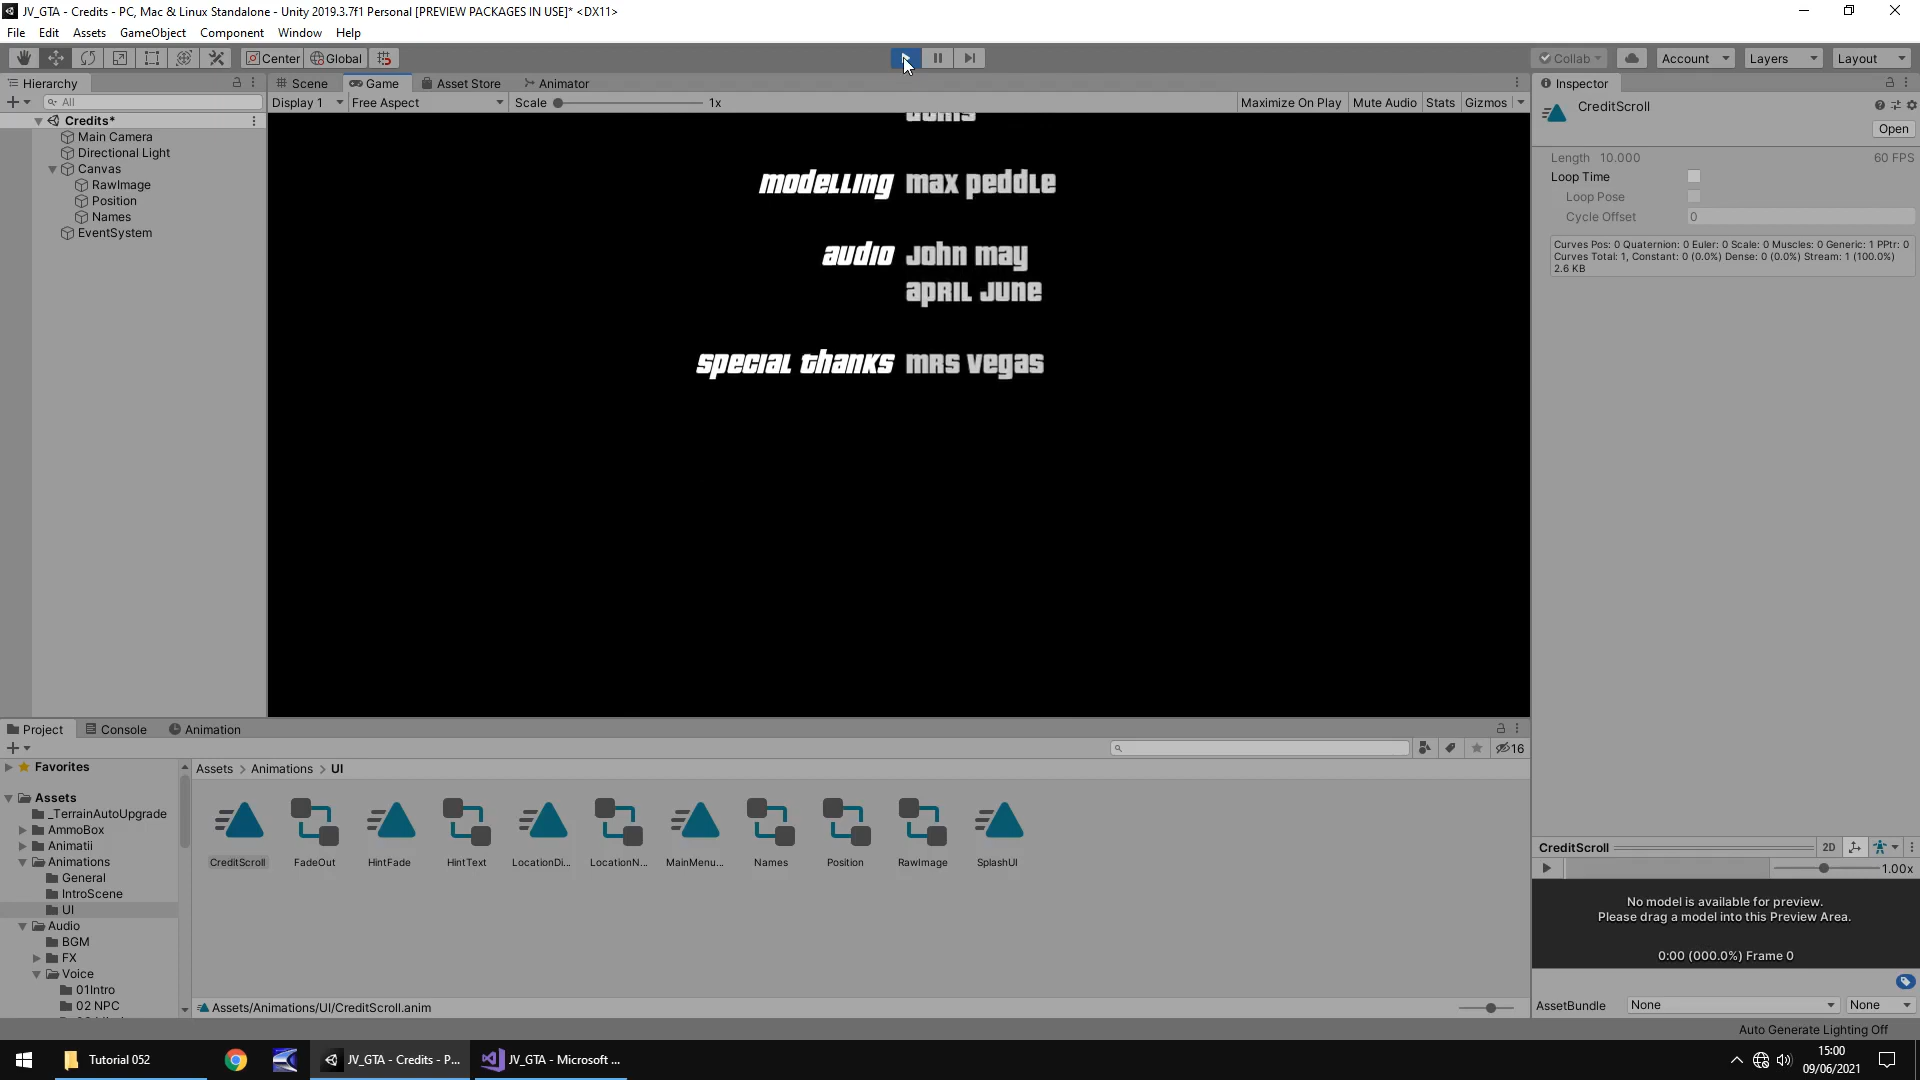 JV_GTA - Credits - PC, Mac & Linux Standalone - Unity 2019.3.7f1 Personal [PREVIEW PACKAGES IN USE]* <DX11>
File Edit Assets GameObject Component Window Help
Center Global Collab Account Layers Layout
Hierarchy
All
Credits*
Main Camera
Directional Light
Canvas
RawImage
Position
Names
EventSystem
Scene Game Asset Store Animator
Display 1 Free Aspect Scale 1x Maximize On Play Mute Audio Stats Gizmos
modelling max peddle
audio John may
april June
special thanks mrs vegas
Inspector
CreditScroll
Open
Length 10.000 60 FPS
Loop Time
Loop Pose
Cycle Offset 0
Curves Pos: 0 Quaternion: 0 Euler: 0 Scale: 0 Muscles: 0 Generic: 1 PPtr: 0
Curves Total: 1, Constant: 0 (0.0%) Dense: 0 (0.0%) Stream: 1 (100.0%)
2.6 KB
Project Console Animation
16
Favorites
Assets
_TerrainAutoUpgrade
AmmoBox
Animatii
Animations
General
IntroScene
UI
Audio
BGM
FX
Voice
01Intro
02 NPC
Assets > Animations > UI
CreditScroll FadeOut HintFade HintText LocationDi... LocationN... MainMenu... Names Position RawImage SplashUI
Assets/Animations/UI/CreditScroll.anim
CreditScroll 2D
1.00x
No model is available for preview.
Please drag a model into this Preview Area.
0:00 (000.0%) Frame 0
AssetBundle None None
Auto Generate Lighting Off
Tutorial 052 JV_GTA - Credits - P... JV_GTA - Microsoft ...
15:00
09/06/2021